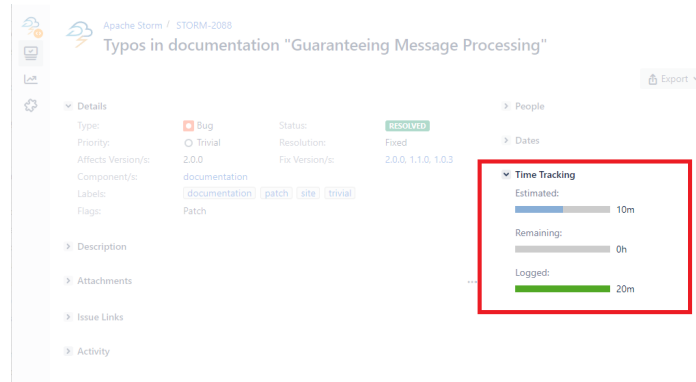 Apache Storm / STORM-2088
Typos in documentation "Guaranteeing Message Processing"
Export
Details
Type: Bug Status: RESOLVED
Priority: Trivial Resolution: Fixed
Affects Version/s: 2.0.0 Fix Version/s: 2.0.0, 1.1.0, 1.0.3
Component/s: documentation
Labels: documentation patch site trivial
Flags: Patch
Description
Attachments
...
Issue Links
Activity
People
Dates
Time Tracking
Estimated:
10m
Remaining:
0h
Logged:
20m